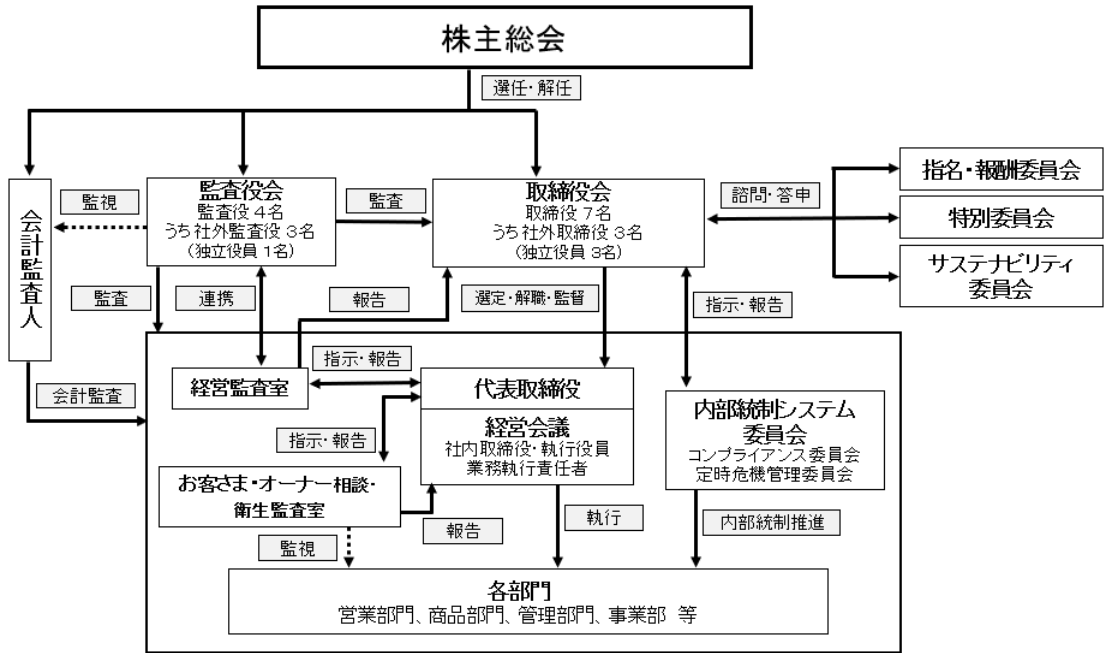 株主総会
選任・解任
会計監査人
監視
監査役会
監査役4名
うち社外監査役3名
(独立役員1名)
監査
取締役会
取締役7名
うち社外取締役3名
(独立役員3名)
諮問・答申
指名・報酬委員会
特別委員会
サステナビリティ
委員会
監査
連携
報告
選定・解職・監督
指示・報告
会計監査
経営監査室
指示・報告
代表取締役
経営会議
社内取締役・執行役員
業務執行責任者
内部統制システム
委員会
コンプライアンス委員会
定時危機管理委員会
指示・報告
お客さま・オーナー相談・
衛生監査室
監視
報告
執行
内部統制推進
各部門
営業部門、商品部門、管理部門、事業部 等